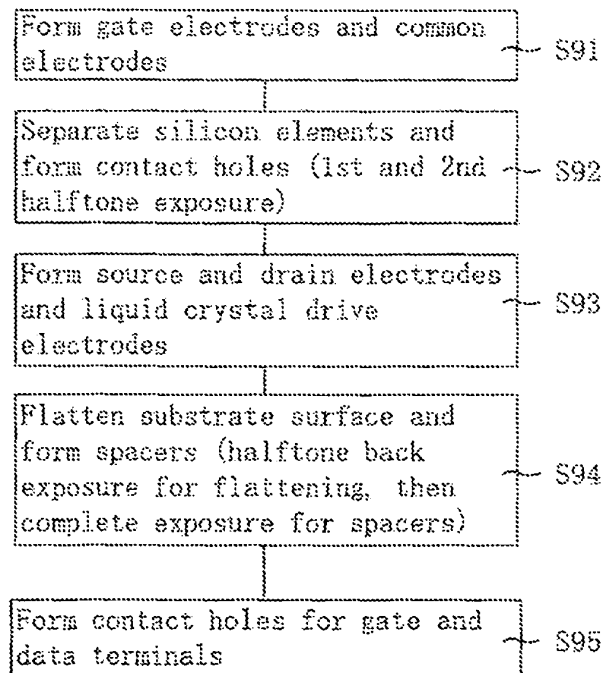 Form gate electrodes and common
electrodes
S91
Separate silicon elements and
form contact holes (1st and 2nd
halftone exposure)
S92
Form source and drain electrodes
and liquid crystal drive
electrodes
S93
Flatten substrate surface and
form spacers (halftone back
exposure for flattening, then
complete exposure for spacers)
S94
Form contact holes for gate and
data terminals
S95